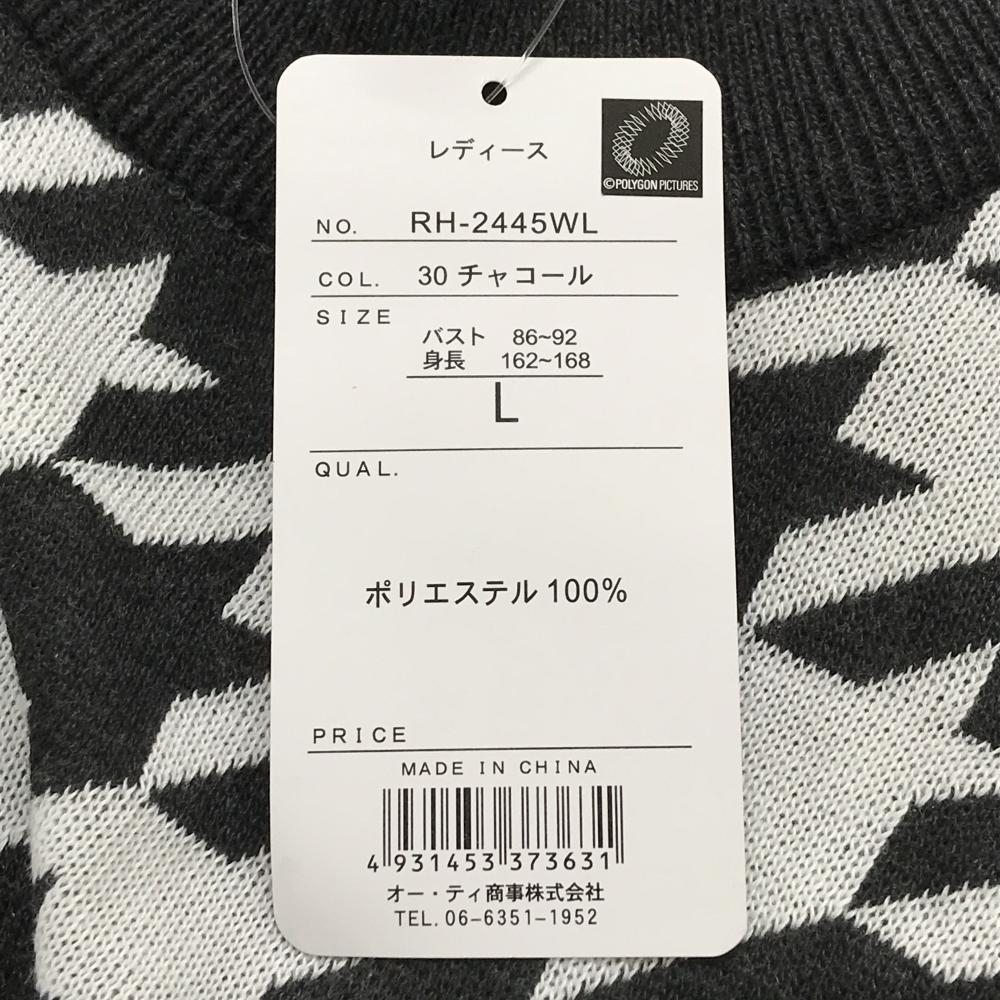 レディース
©POLYGON PICTURES
NO. RH-2445WL
COL. 30 チャコール
SIZE
バスト 86~92
身長 162~168
L
QUAL.
ポリエステル 100%
PRICE
MADE IN CHINA
4 931453 373631
オー・ティ商事株式会社
TEL. 06-6351-1952